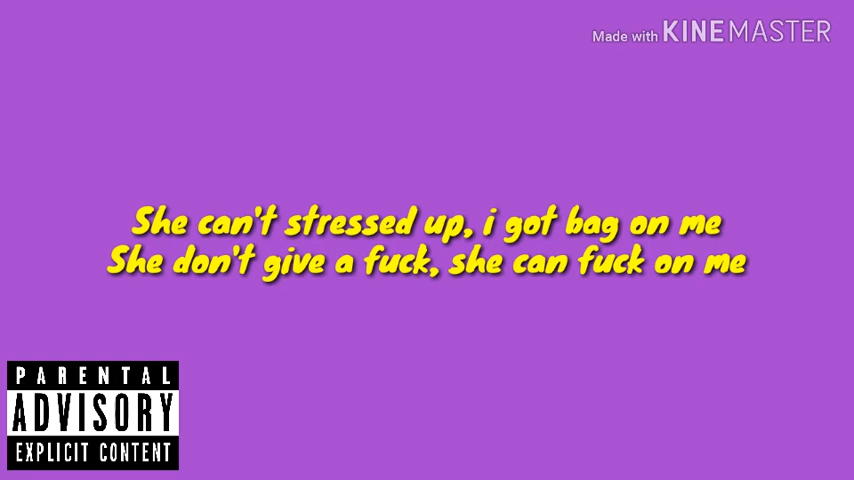 Made with KINEMASTER
She can't stressed up, i got bag on me
She don't give a fuck, she can fuck on me
PARENTAL
ADVISORY
EXPLICIT CONTENT